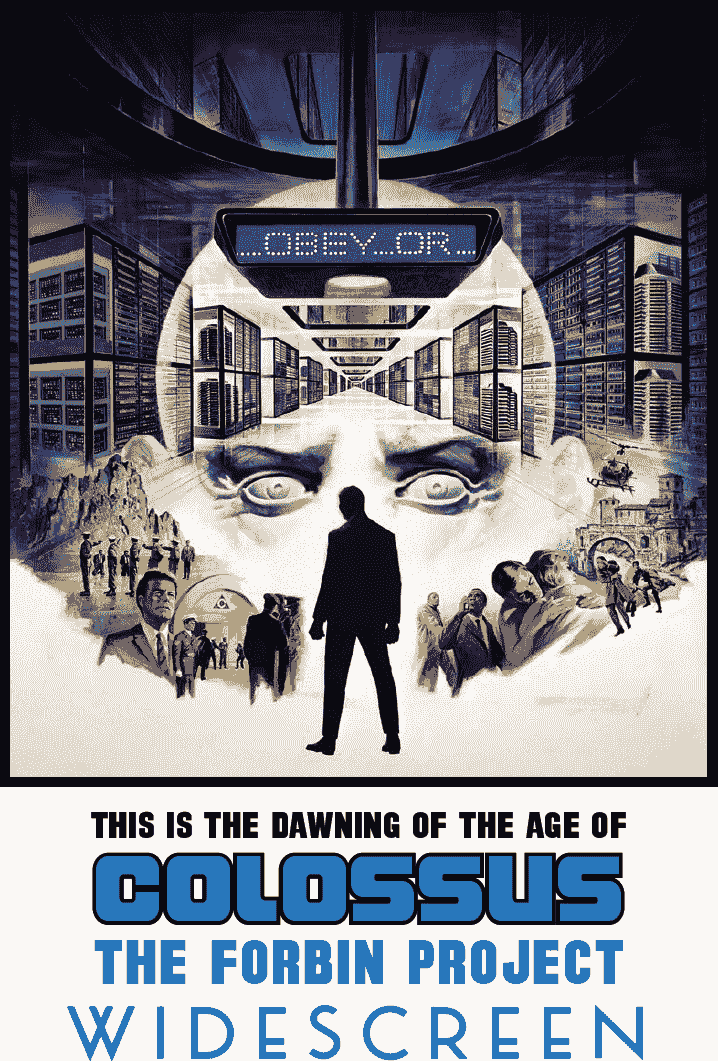 ...OBEY...OR...
C
THIS IS THE DAWNING OF THE AGE OF
COLOSSUS
THE FORBIN PROJECT
WIDESCREEN